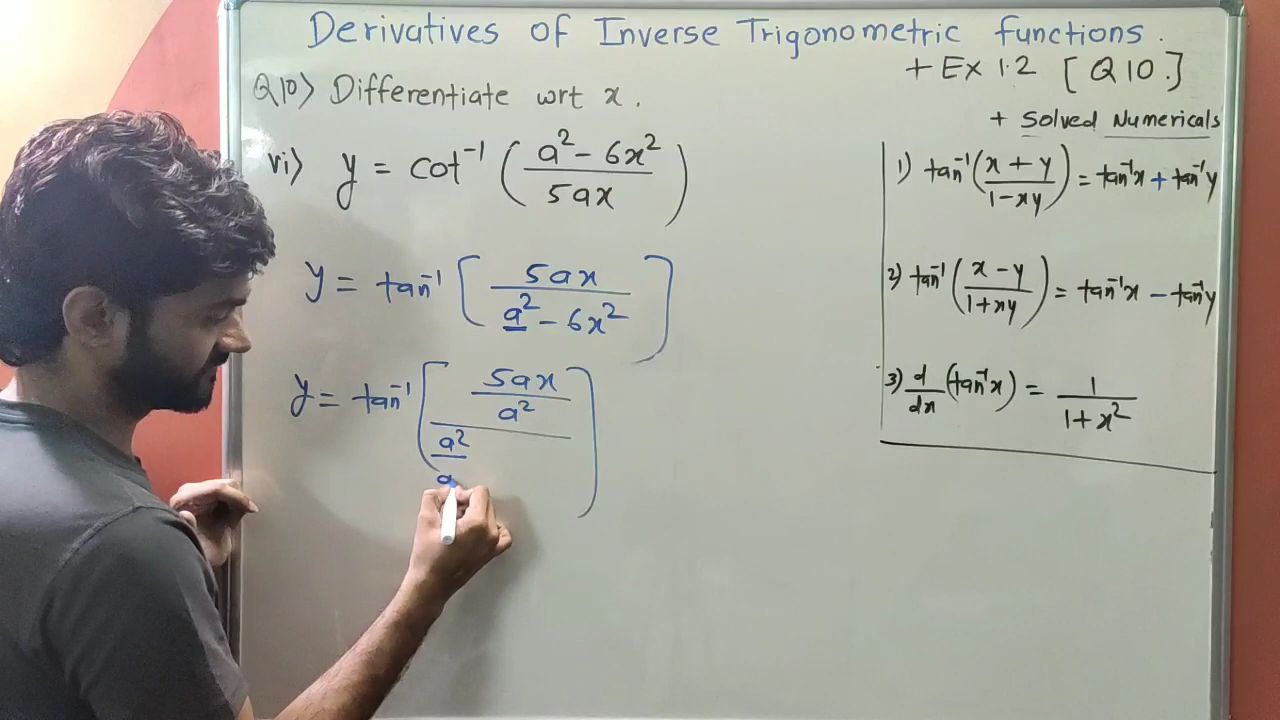 Derivatives of Inverse Trigonometric functions.
+ Ex 1.2 [Q10.]
+ Solved Numericals
Q10> Differentiate wrt x.
vi) y = cot⁻¹ ( (a² - 6x²) / 5ax )
y = tan⁻¹ [ 5ax / (a² - 6x²) ]
y = tan⁻¹ [ (5ax / a²) / (a² / a
1) tan⁻¹ ( (x + y) / (1 - xy) ) = tan⁻¹x + tan⁻¹y
2) tan⁻¹ ( (x - y) / (1 + xy) ) = tan⁻¹x - tan⁻¹y
3) d/dx (tan⁻¹x) = 1 / (1 + x²)